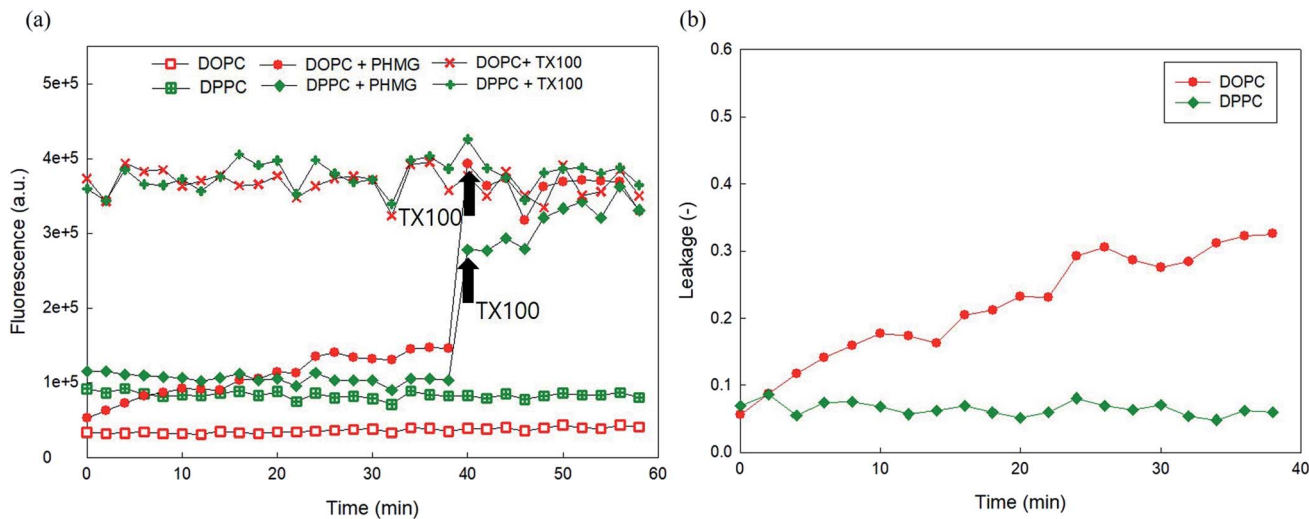 (a)
DOPC DOPC + PHMG DOPC+ TX100
DPPC DPPC + PHMG DPPC + TX100
5e+5
4e+5
3e+5
2e+5
1e+5
0
Fluorescence (a.u.)
TX100
TX100
0 10 20 30 40 50 60
Time (min)
(b)
DOPC
DPPC
0.6
0.5
0.4
0.3
0.2
0.1
0.0
Leakage (-)
0 10 20 30 40
Time (min)